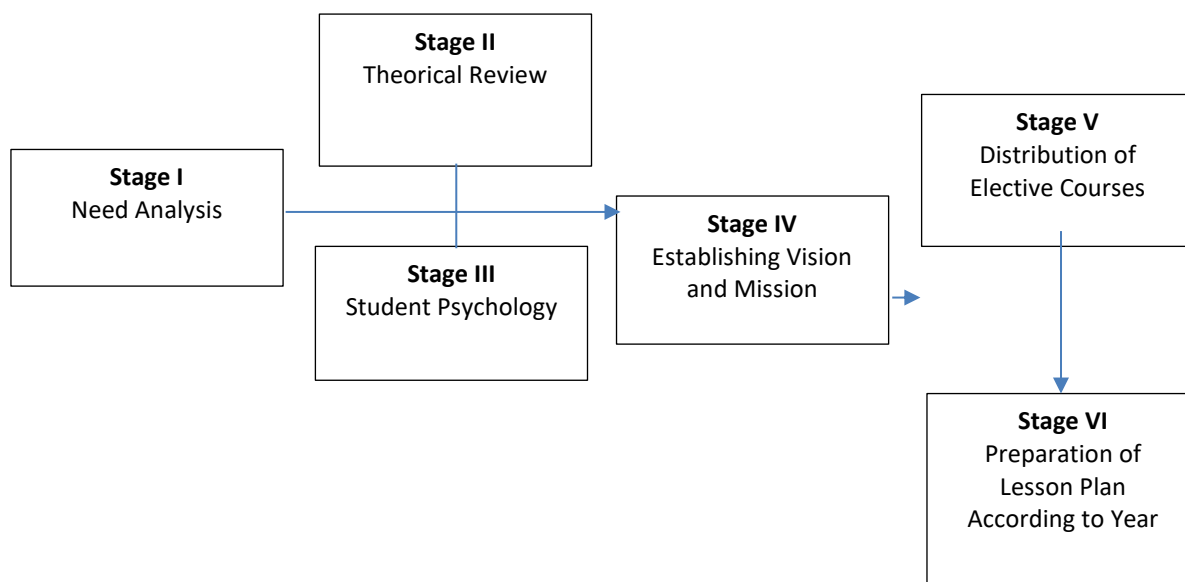 Stage I
Need Analysis
Stage II
Theorical Review
Stage III
Student Psychology
Stage IV
Establishing Vision
and Mission
Stage V
Distribution of
Elective Courses
Stage VI
Preparation of
Lesson Plan
According to Year